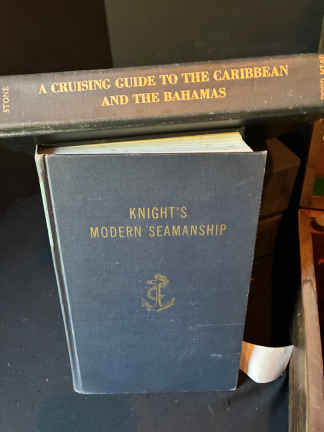 A CRUISING GUIDE TO THE CARIBBEAN
AND THE BAHAMAS
STONE
KNIGHT'S
MODERN SEAMANSHIP